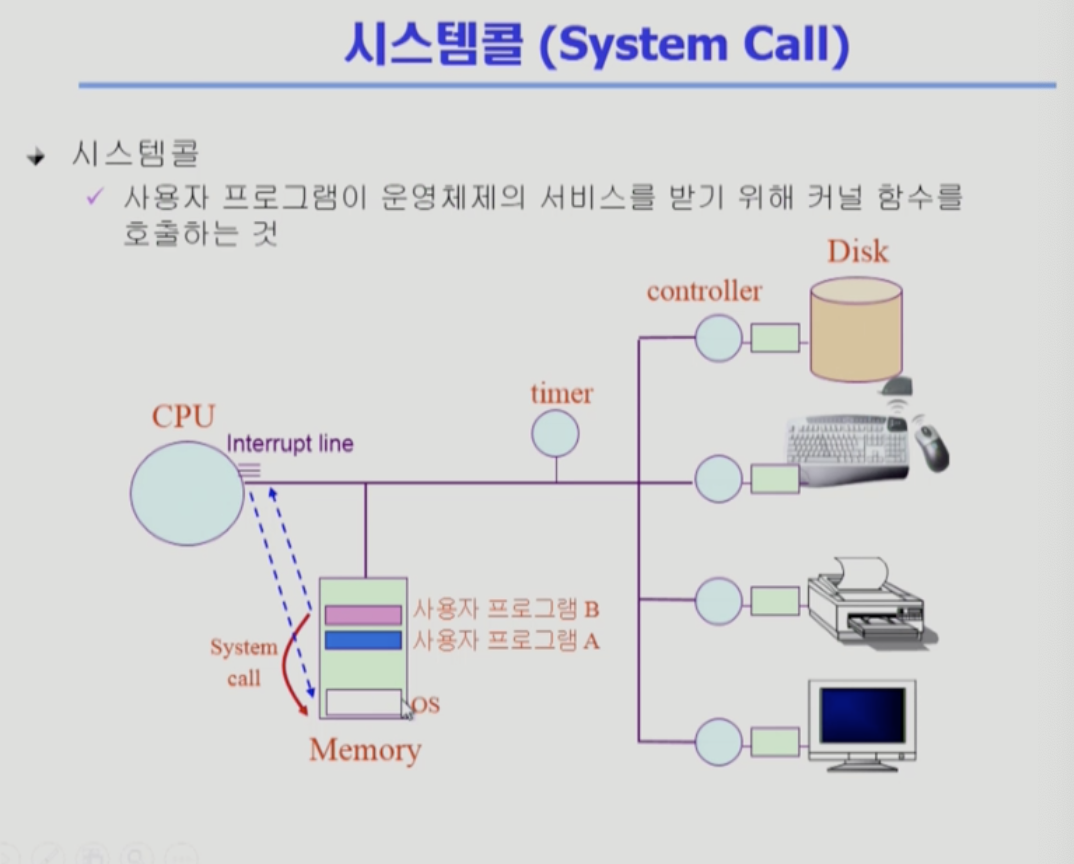 시스템콜 (System Call)
시스템콜
사용자 프로그램이 운영체제의 서비스를 받기 위해 커널 함수를
호출하는 것
Disk
controller
timer
CPU
Interrupt line
사용자 프로그램 B
사용자 프로그램 A
System
call
OS
Memory